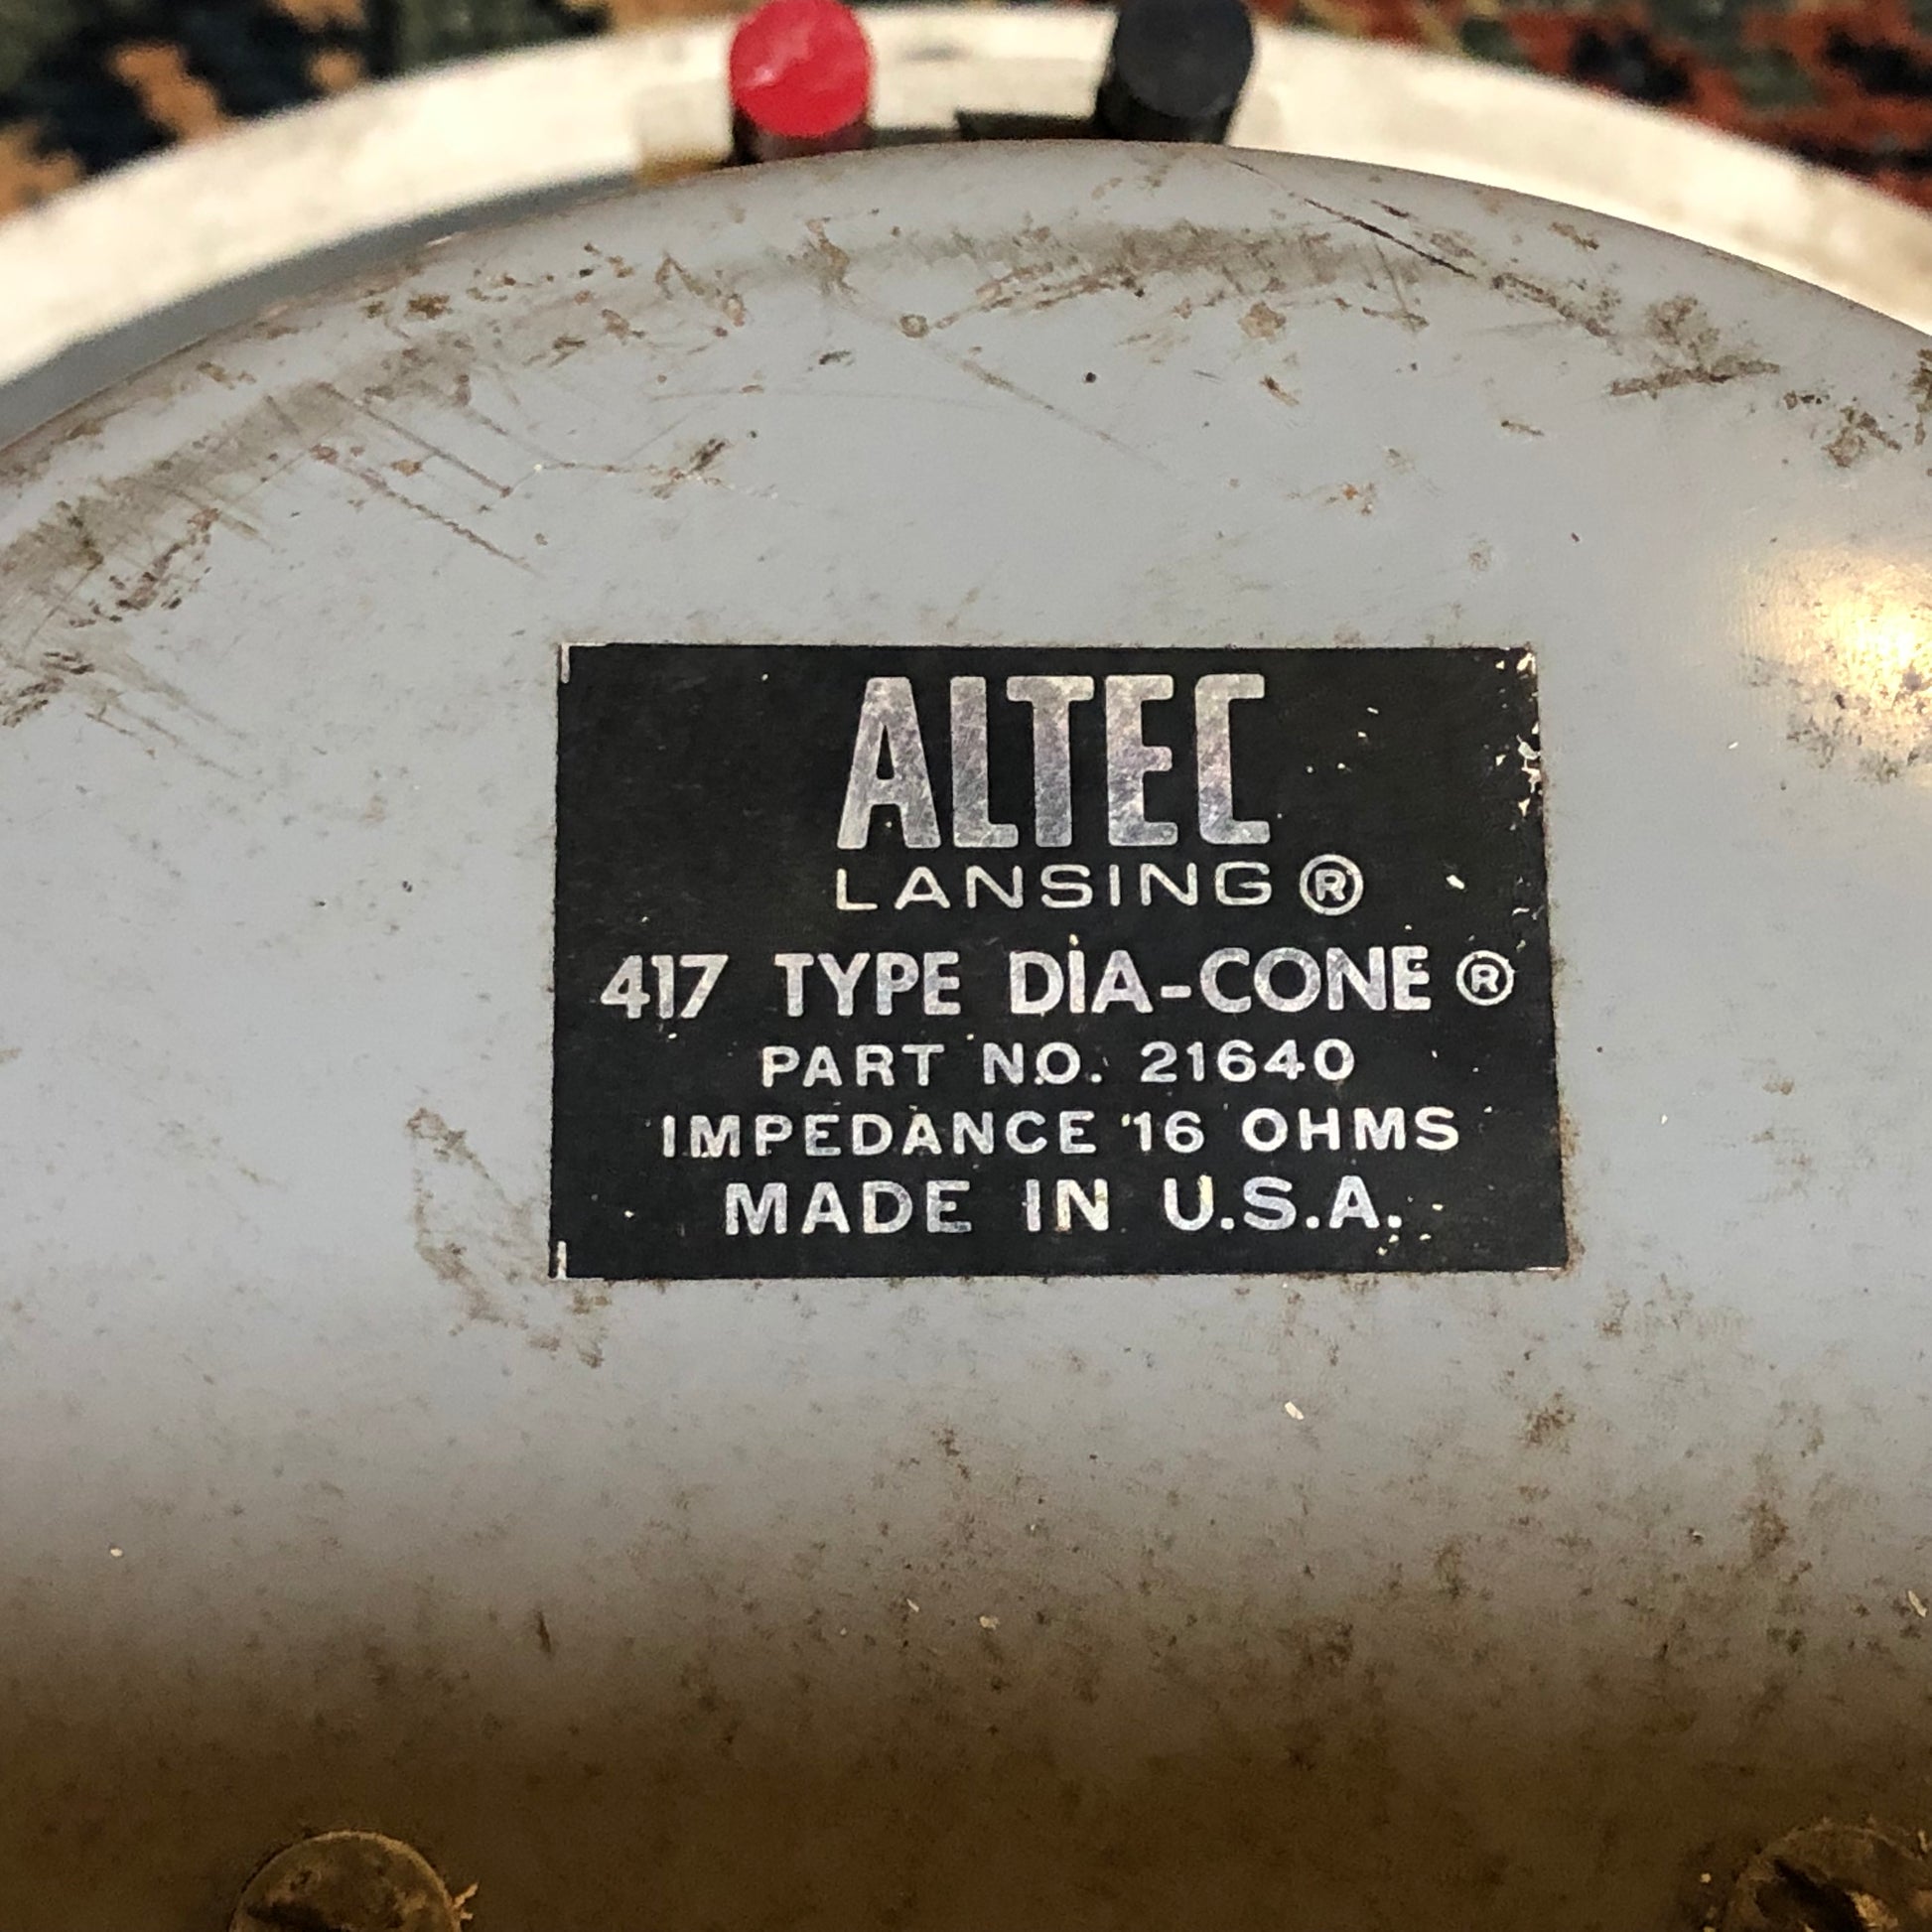 ALTEC
LANSING ®
417 TYPE DIA-CONE ®
PART NO. 21640
IMPEDANCE 16 OHMS
MADE IN U.S.A.